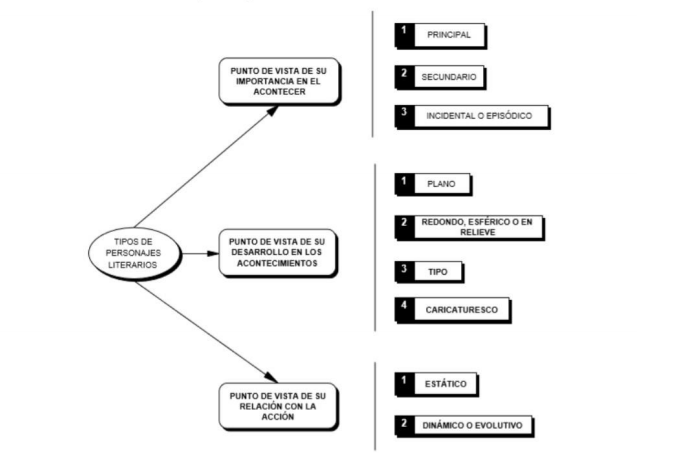 TIPOS DE
PERSONAJES
LITERARIOS
PUNTO DE VISTA DE SU
IMPORTANCIA EN EL
ACONTECER
1 PRINCIPAL
2 SECUNDARIO
3 INCIDENTAL O EPISÓDICO
PUNTO DE VISTA DE SU
DESARROLLO EN LOS
ACONTECIMIENTOS
1 PLANO
2 REDONDO, ESFÉRICO O EN
RELIEVE
3 TIPO
4 CARICATURESCO
PUNTO DE VISTA DE SU
RELACIÓN CON LA
ACCIÓN
1 ESTÁTICO
2 DINÁMICO O EVOLUTIVO